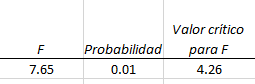 Valor crítico
F Probabilidad para F
7.65 0.01 4.26